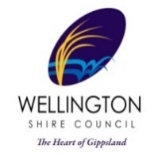 WELLINGTON
SHIRE COUNCIL
The Heart of Gippsland